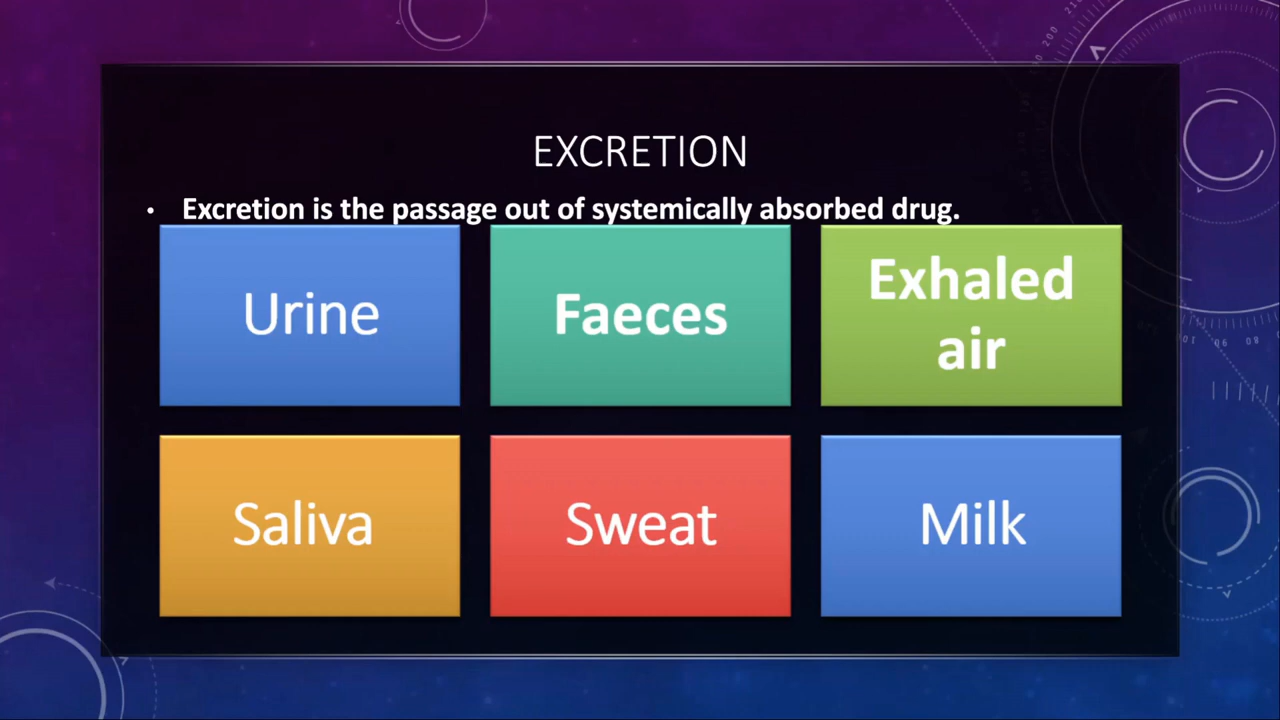 EXCRETION
• Excretion is the passage out of systemically absorbed drug.
Urine
Faeces
Exhaled
air
Saliva
Sweat
Milk